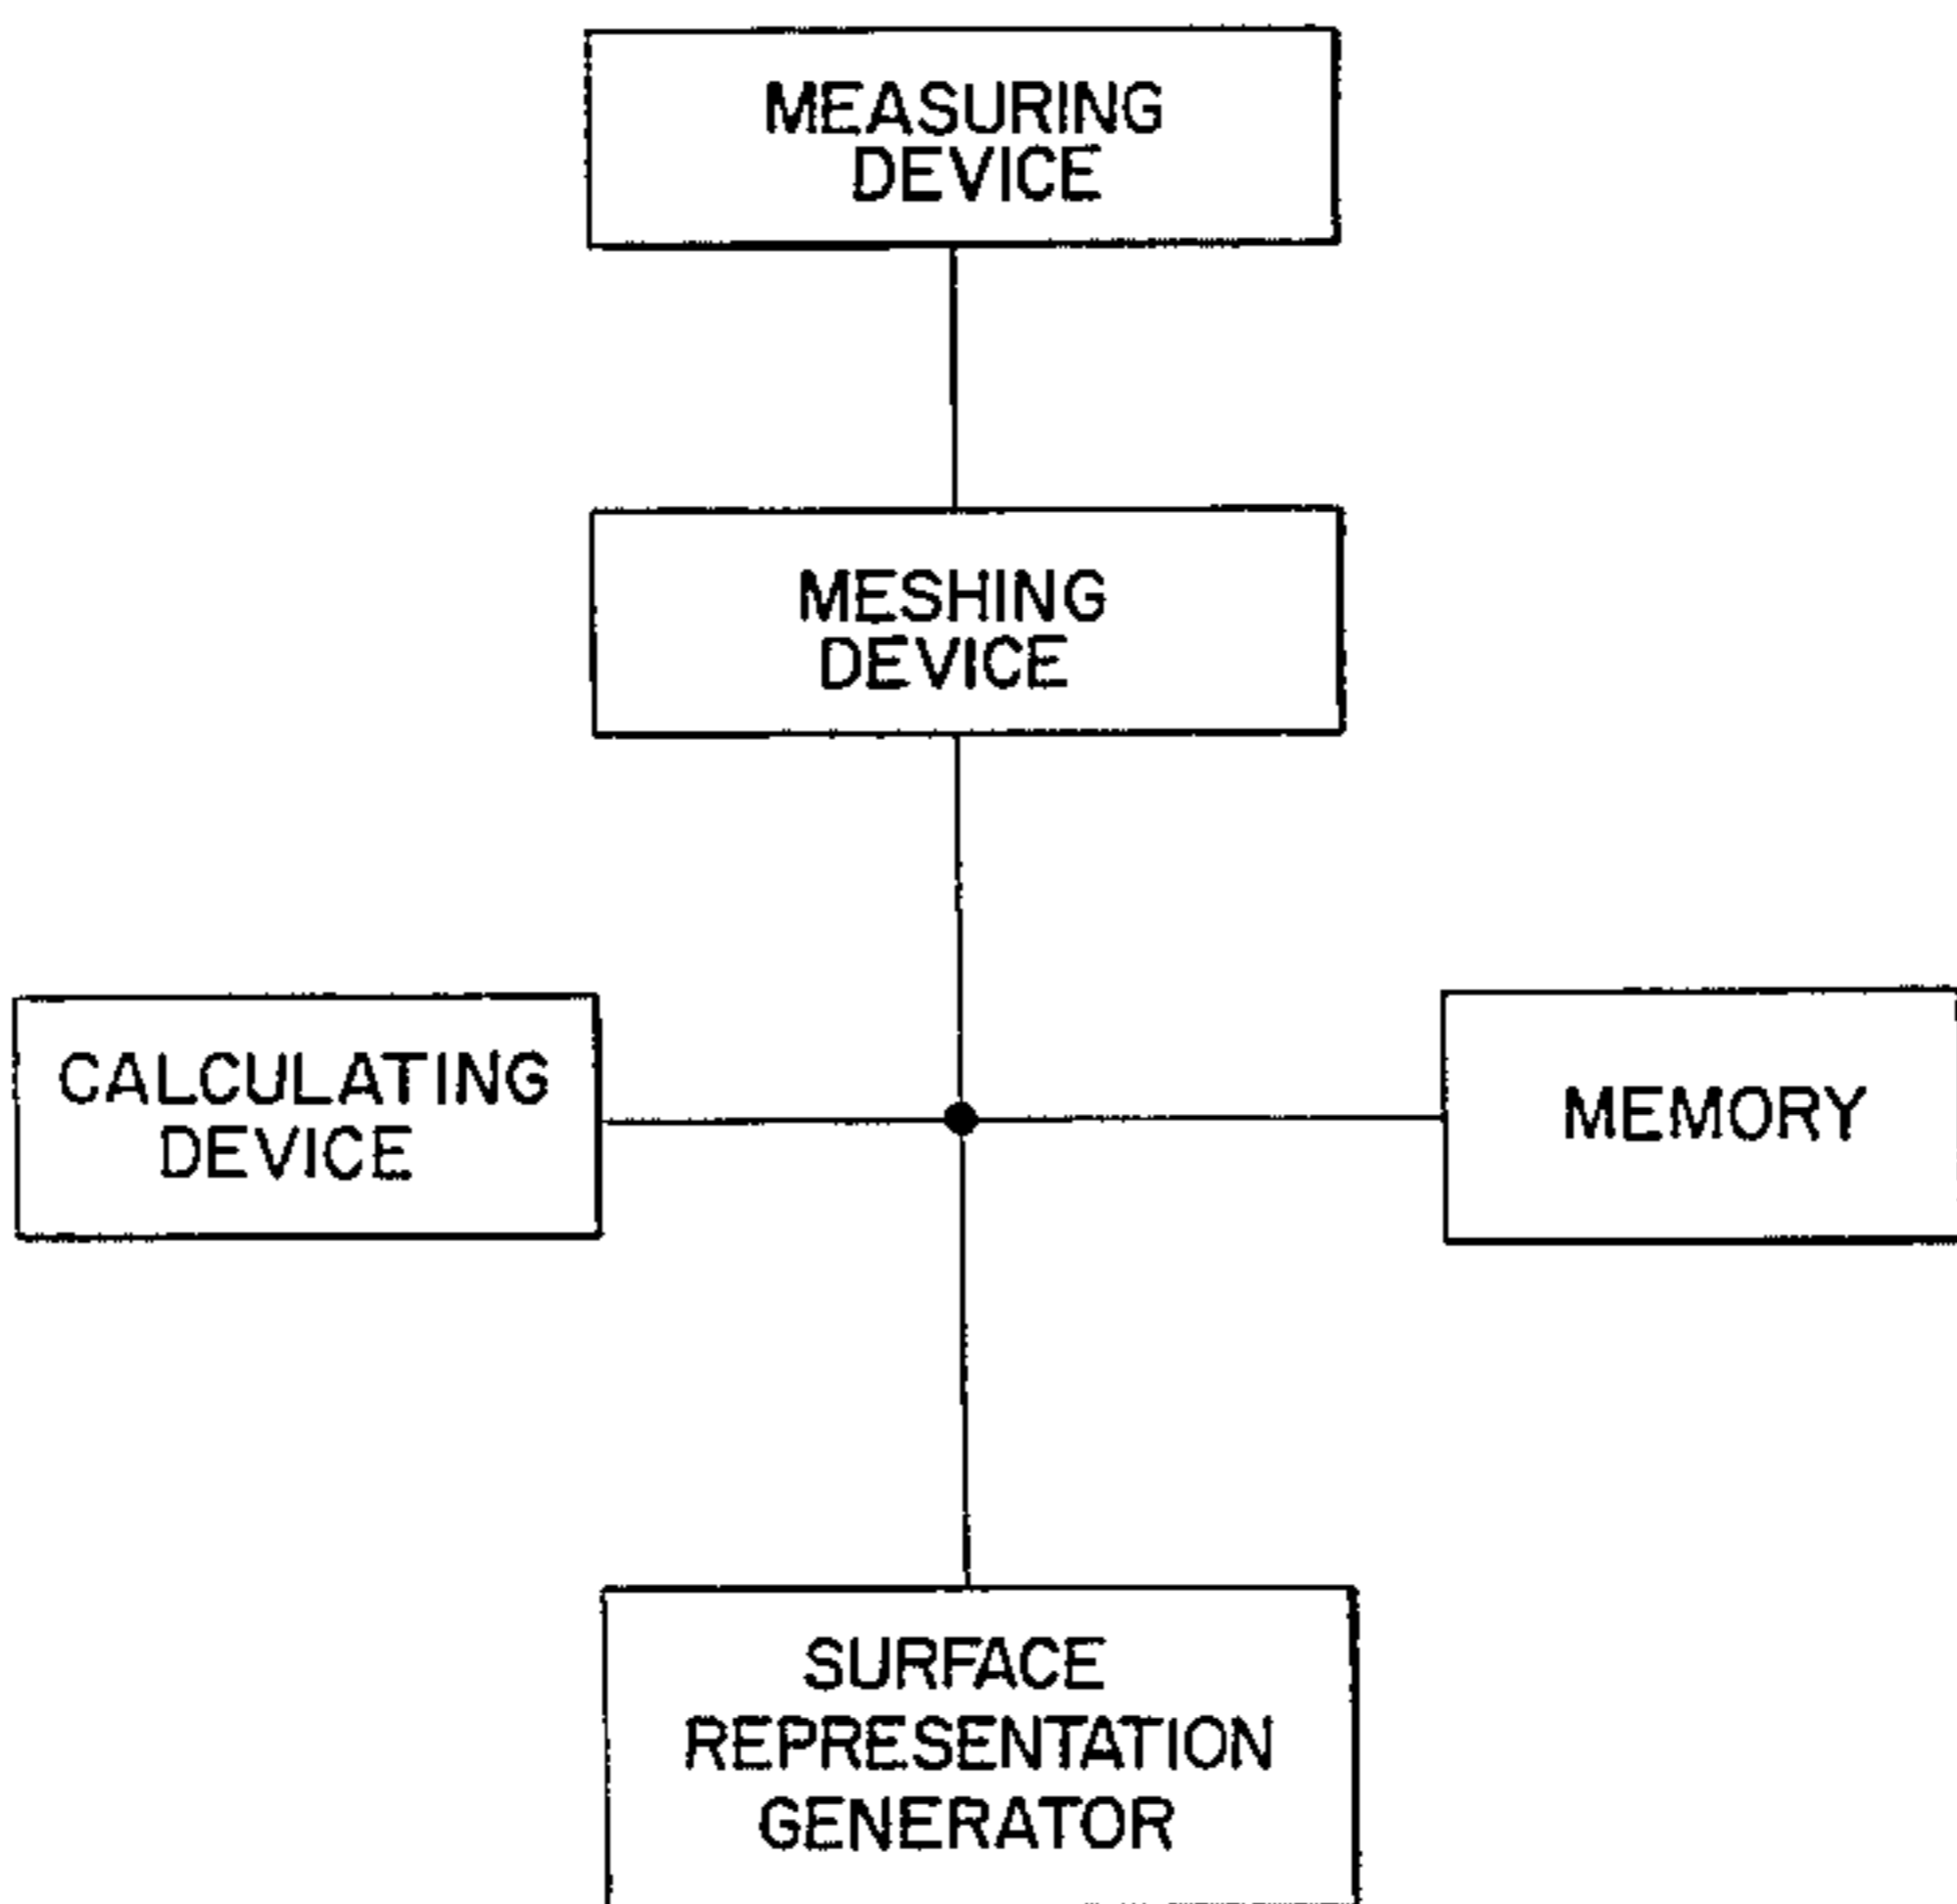 MEASURING
DEVICE
MESHING
DEVICE
CALCULATING
DEVICE
MEMORY
SURFACE
REPRESENTATION
GENERATOR